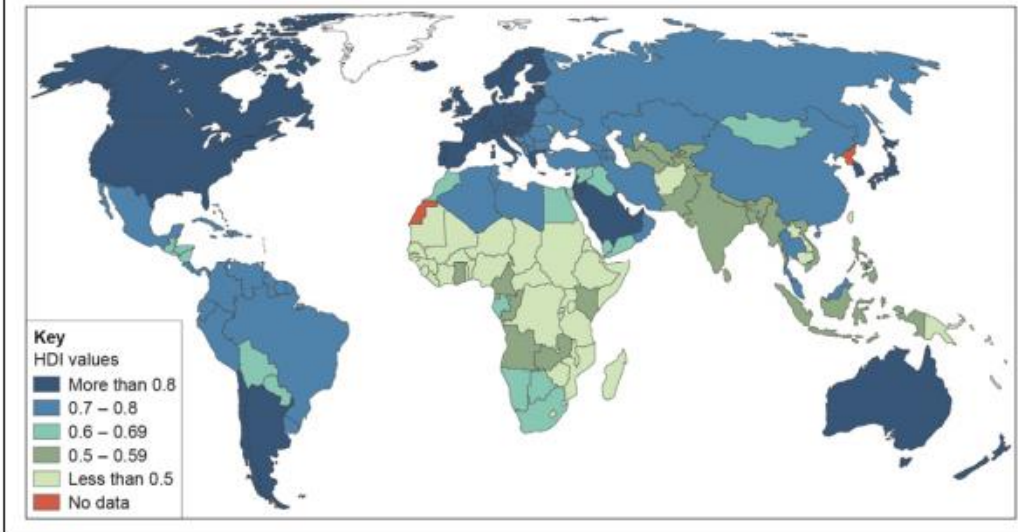 Key
HDI values
More than 0.8
0.7 – 0.8
0.6 – 0.69
0.5 – 0.59
Less than 0.5
No data